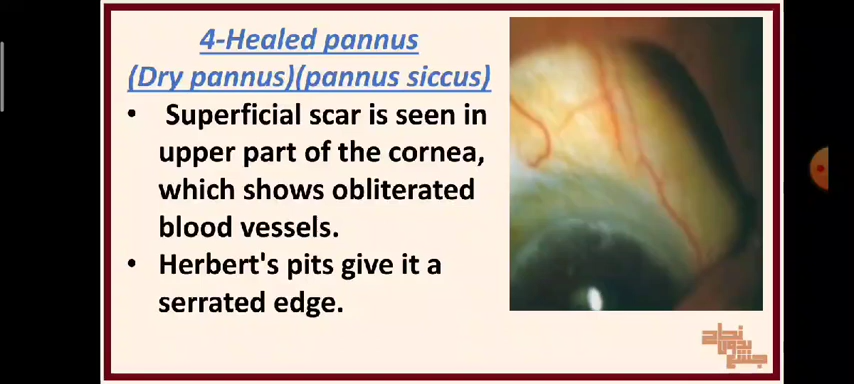 4-Healed pannus
(Dry pannus)(pannus siccus)
• Superficial scar is seen in
upper part of the cornea,
which shows obliterated
blood vessels.
• Herbert's pits give it a
serrated edge.